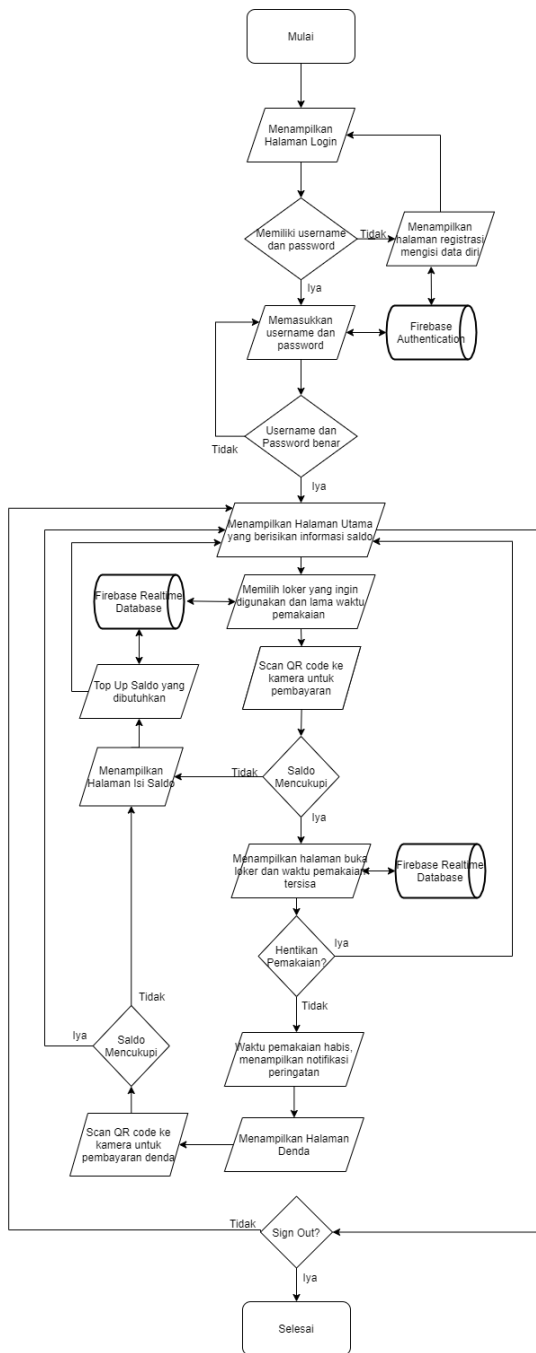 Mulai
Menampilkan
Halaman Login
Memiliki username
dan password
Tidak
Menampilkan
halaman registrasi
mengisi data diri
Iya
Memasukkan
username dan
password
Firebase
Authentication
Username dan
Password benar
Tidak
Iya
Menampilkan Halaman Utama
yang berisikan informasi saldo
Firebase Realtime
Database
Memilih loker yang ingin
digunakan dan lama waktu
pemakaian
Scan QR code ke
kamera untuk
pembayaran
Top Up Saldo yang
dibutuhkan
Menampilkan
Halaman Isi Saldo
Tidak
Saldo
Mencukupi
Iya
Menampilkan halaman buka
loker dan waktu pemakaian
tersisa
Firebase Realtime
Database
Hentikan
Pemakaian?
Iya
Tidak
Tidak
Iya
Saldo
Mencukupi
Waktu pemakaian habis,
menampilkan notifikasi
peringatan
Scan QR code ke
kamera untuk
pembayaran denda
Menampilkan Halaman
Denda
Tidak
Sign Out?
Iya
Selesai